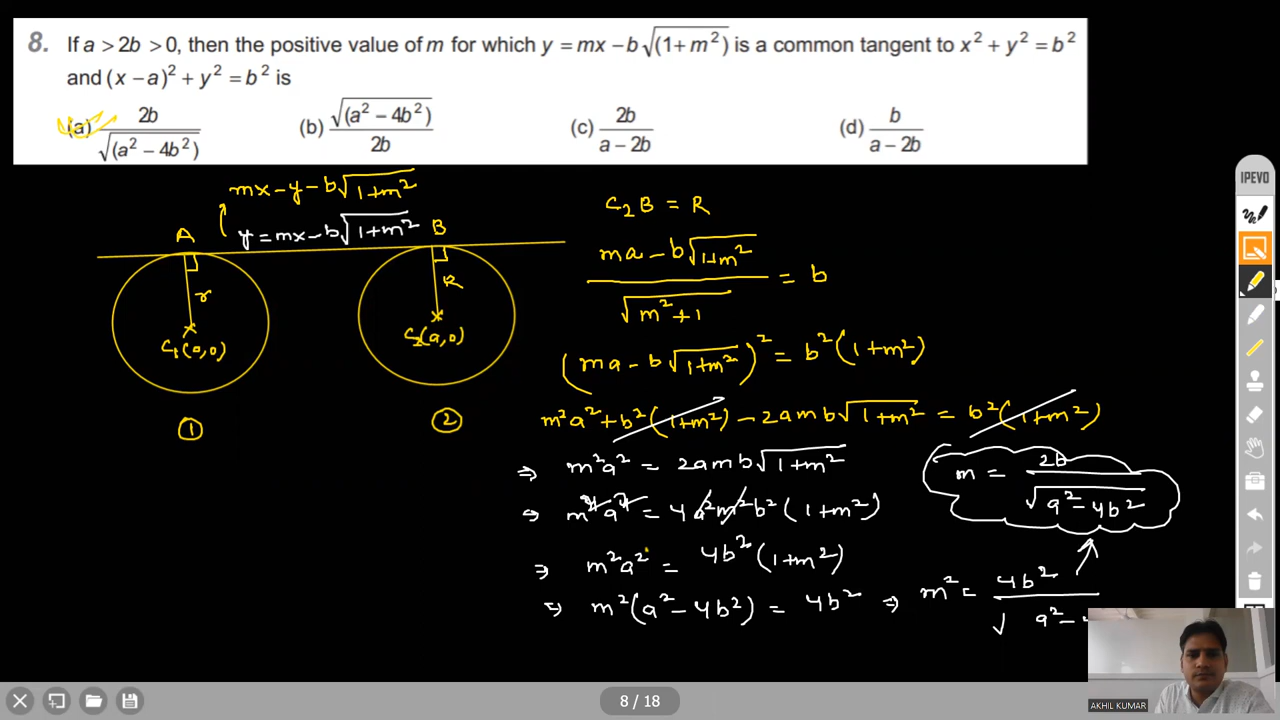 8. If a > 2b > 0, then the positive value of m for which y = mx − b√(1+ m²) is a common tangent to x² + y² = b²
and (x − a)² + y² = b² is
(a) 2b / √(a² − 4b²) (b) √(a² − 4b²) / 2b (c) 2b / a − 2b (d) b / a − 2b
mx − y − b√1+m²
y = mx − b√1+m²
A
B
r
R
C₁(0,0)
C₂(a,0)
①
②
C₂B = R
ma − b√1+m² / √m²+1 = b
(ma − b√1+m²)² = b²(1+m²)
m²a² + b²(1+m²) − 2amb√1+m² = b²(1+m²)
⇒ m²a² = 2amb√1+m²
⇒ m⁴a⁴ = 4a²m²b²(1+m²)
⇒ m²a² = 4b²(1+m²)
⇒ m²(a² − 4b²) = 4b² ⇒ m² = 4b² / √ a² −
m = 2b / √a² − 4b²
IPEVO
8 / 18
AKHIL KUMAR